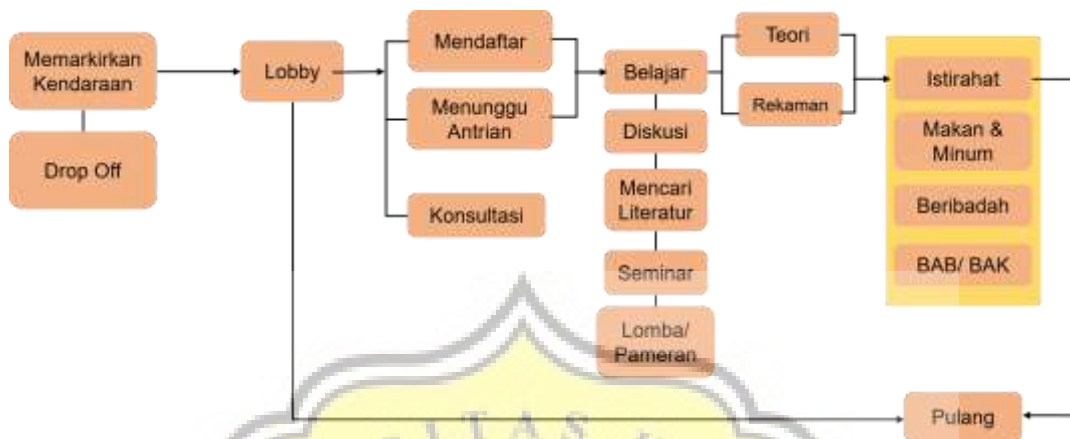 Memarkirkan
Kendaraan
Drop Off
Lobby
Mendaftar
Menunggu
Antrian
Konsultasi
Belajar
Diskusi
Mencari
Literatur
Seminar
Lomba/
Pameran
Teori
Rekaman
Istirahat
Makan &
Minum
Beribadah
BAB/ BAK
Pulang